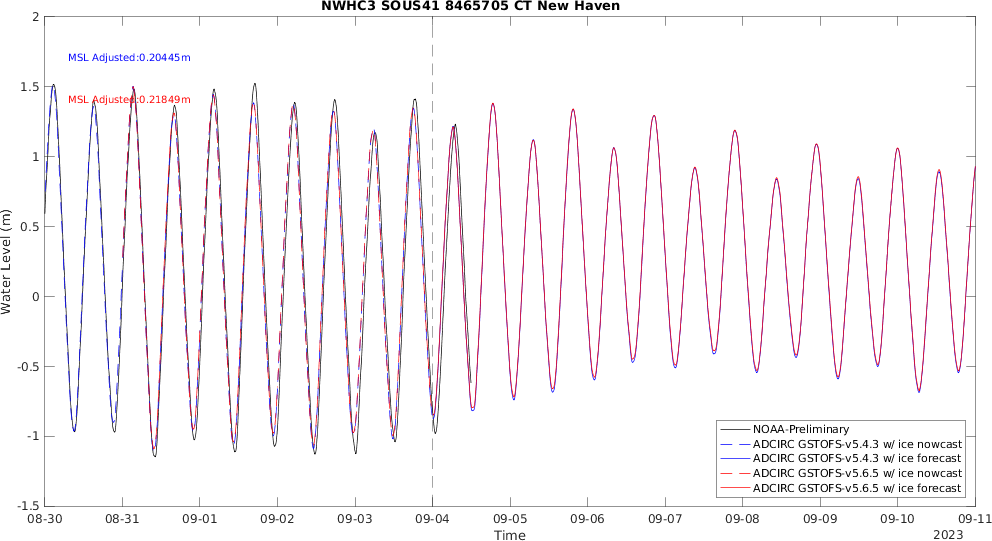 NWHC3 SOUS41 8465705 CT New Haven
MSL Adjusted:0.20445m
MSL Adjusted:0.21849m
Water Level (m)
2
1.5
1
0.5
0
-0.5
-1
-1.5
NOAA-Preliminary
ADCIRC GSTOFS-v5.4.3 w/ ice nowcast
ADCIRC GSTOFS-v5.4.3 w/ ice forecast
ADCIRC GSTOFS-v5.6.5 w/ ice nowcast
ADCIRC GSTOFS-v5.6.5 w/ ice forecast
08-30 08-31 09-01 09-02 09-03 09-04 09-05 09-06 09-07 09-08 09-09 09-10 09-11
Time
2023